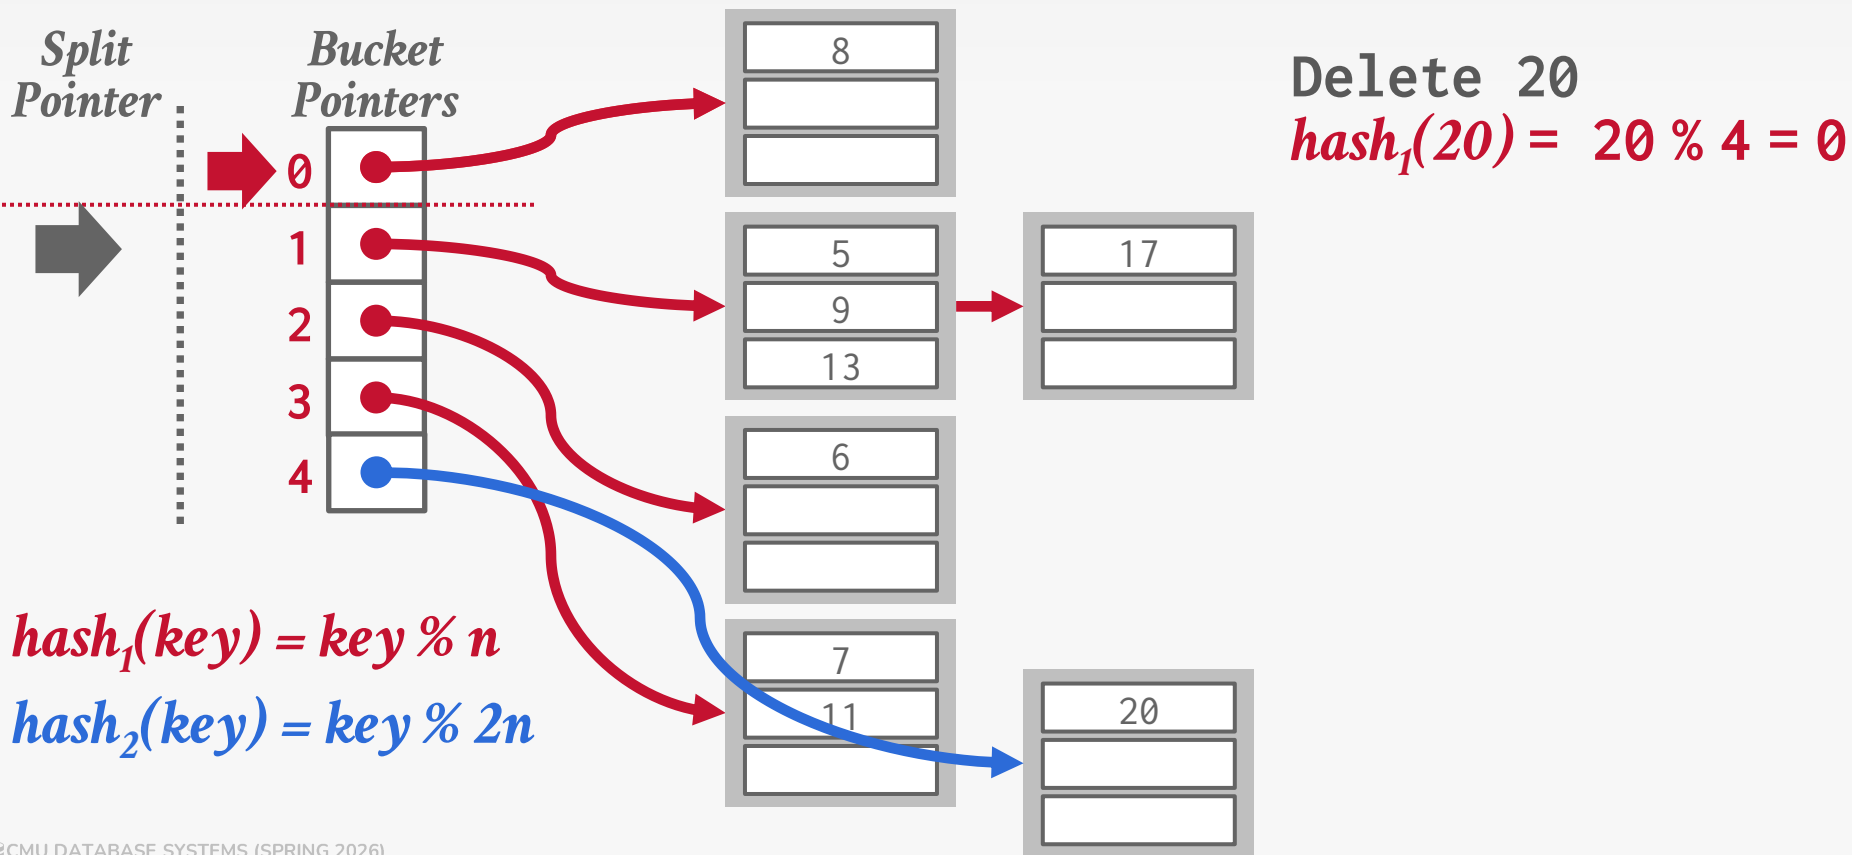 Split
Pointer
Bucket
Pointers
0
1
2
3
4
8
5
9
13
17
6
7
11
20
Delete 20
hash₁(20) = 20 % 4 = 0
hash₁(key) = key % n
hash₂(key) = key % 2n
CMU DATABASE SYSTEMS (SPRING 2026)